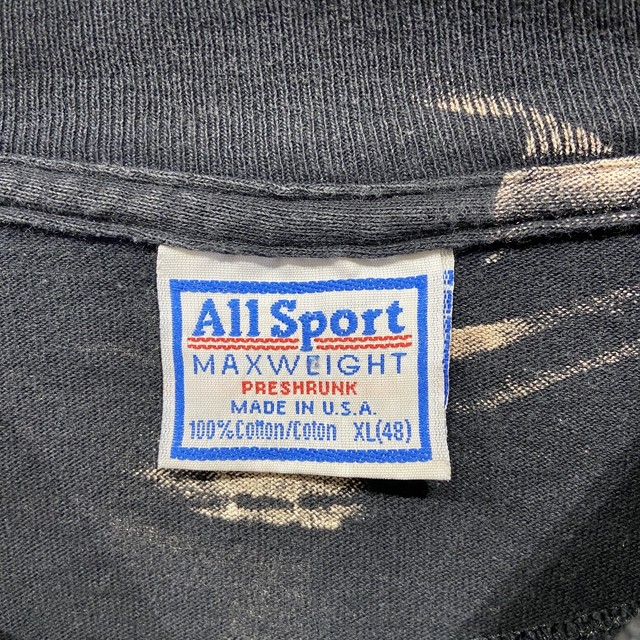 All Sport
MAXWEIGHT
PRESHRUNK
MADE IN U.S.A.
100%Cotton/Coton XL(48)